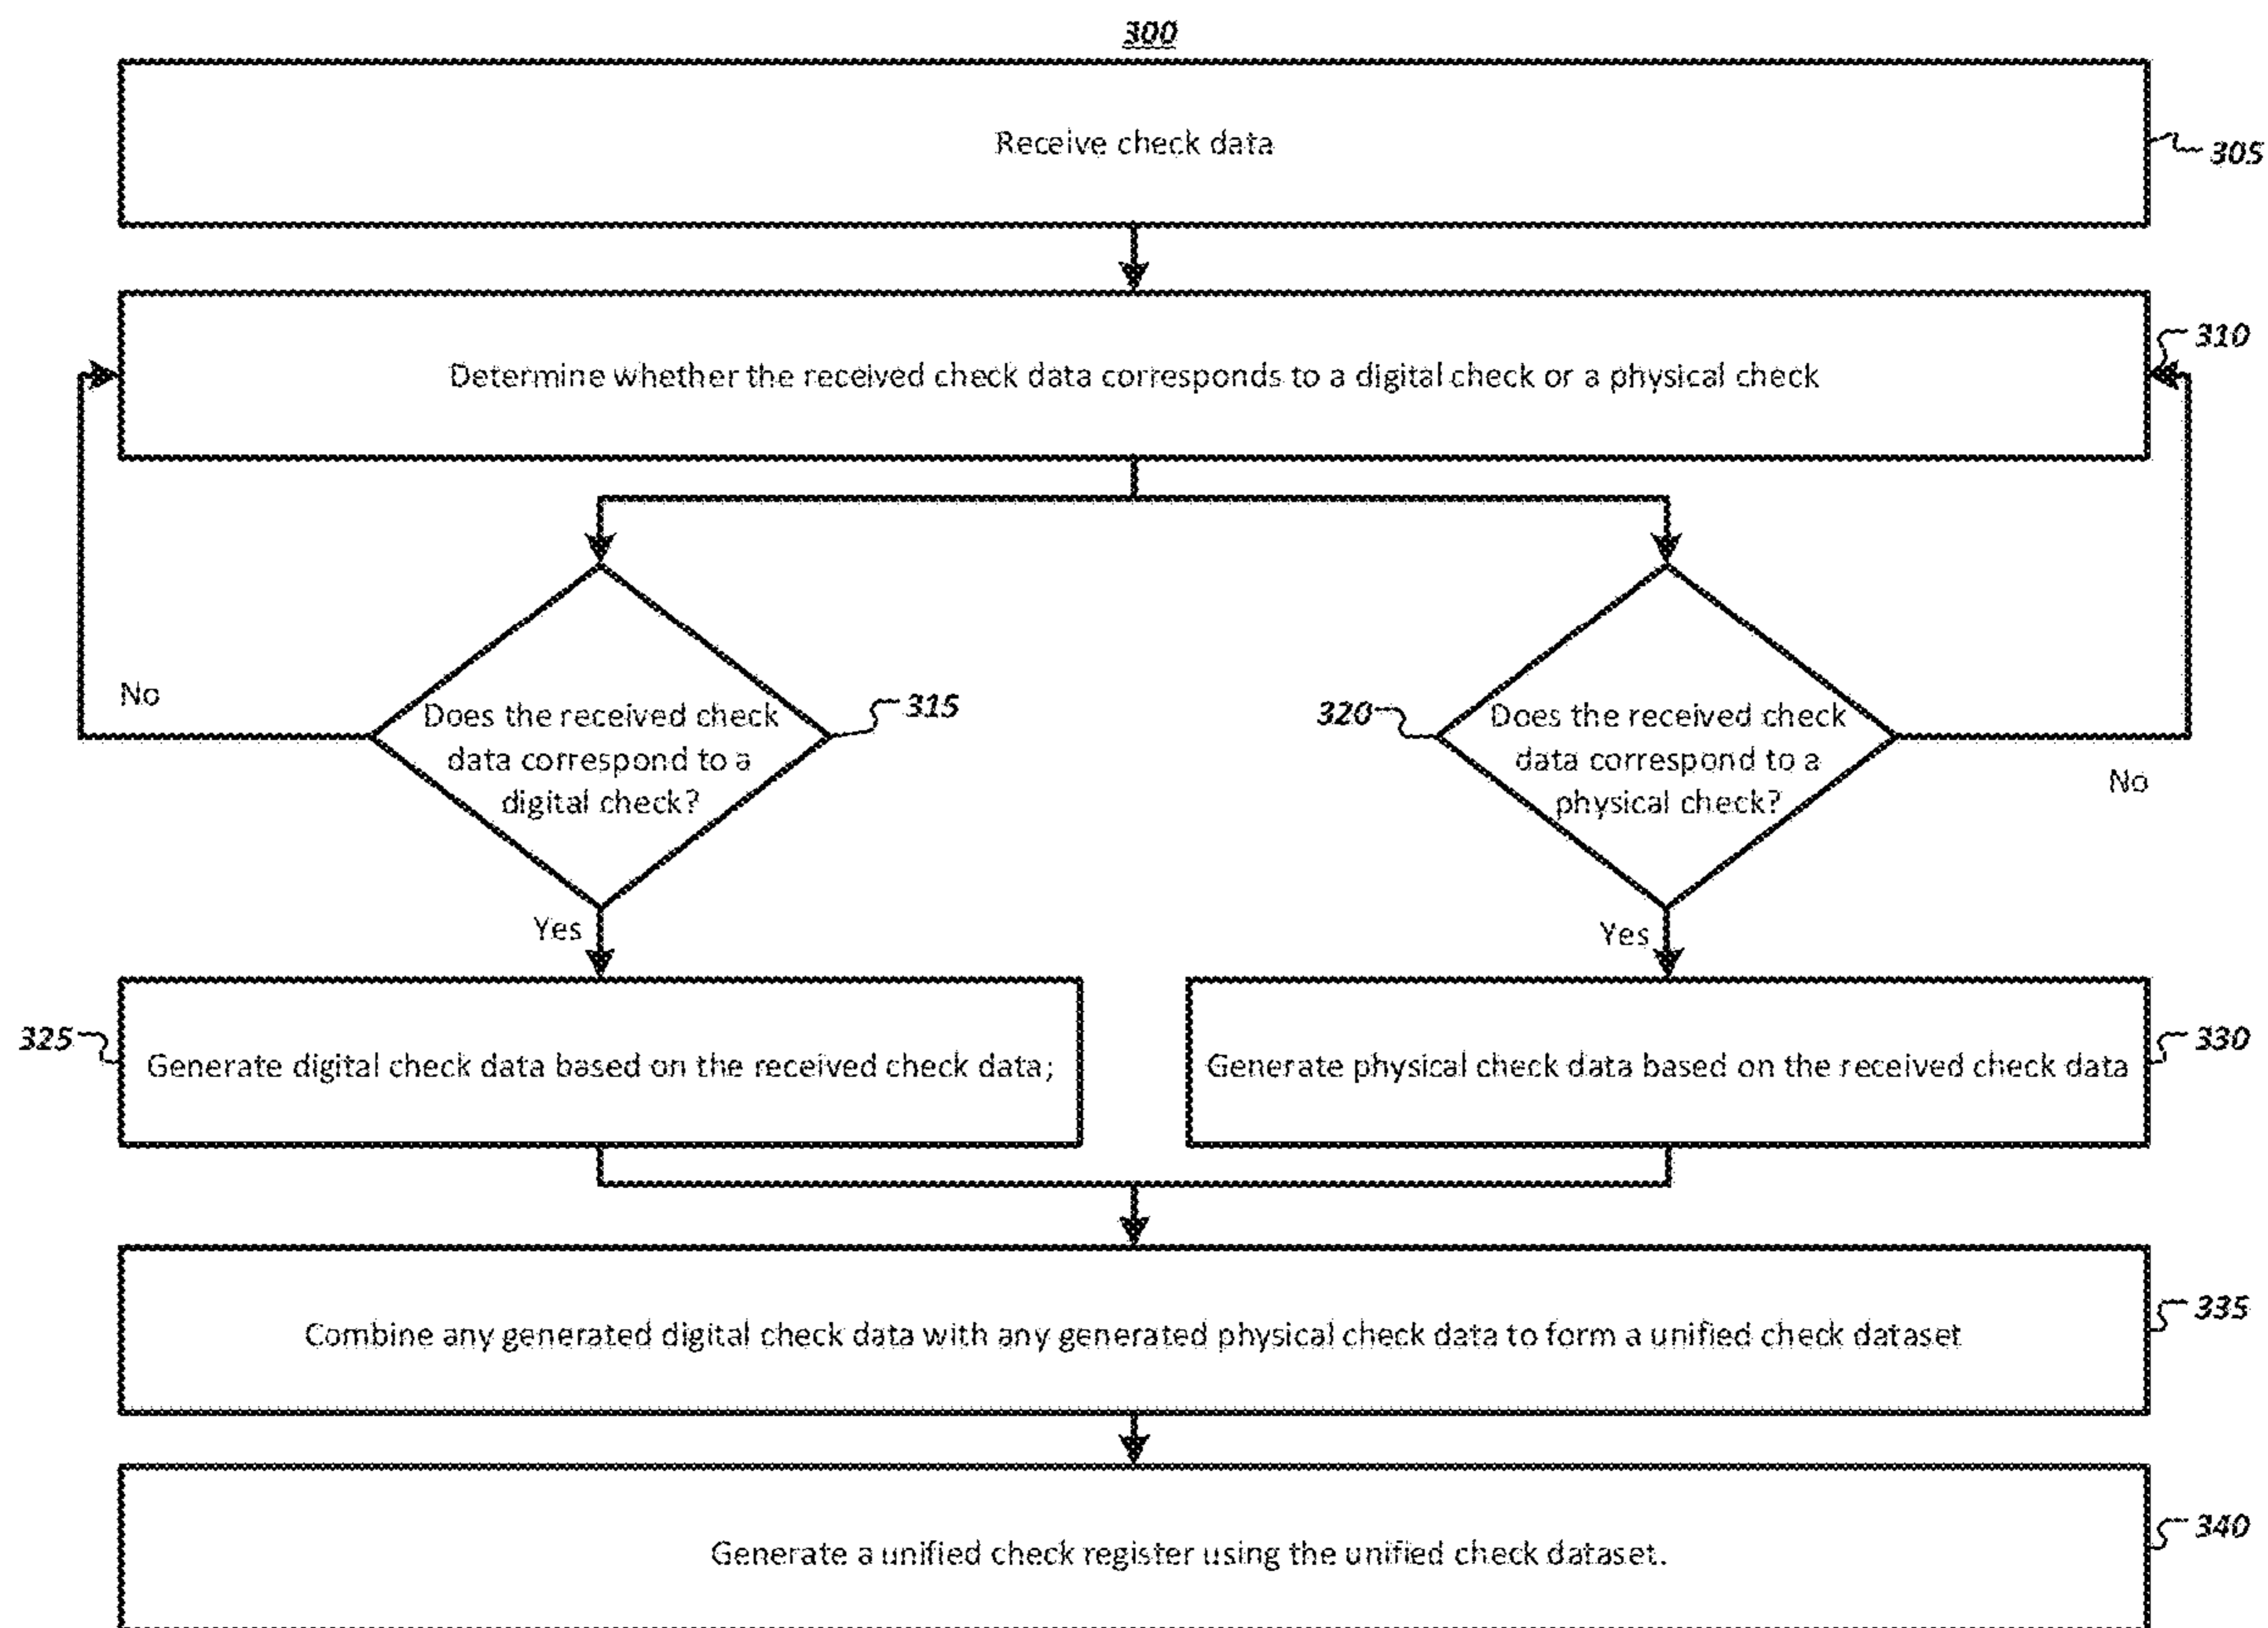 300
Receive check data
305
310
Determine whether the received check data corresponds to a digital check or a physical check
No
Does the received check
data correspond to a
digital check?
315
320
Does the received check
data correspond to a
physical check?
No
Yes
Yes
325
Generate digital check data based on the received check data;
Generate physical check data based on the received check data
330
Combine any generated digital check data with any generated physical check data to form a unified check dataset
335
Generate a unified check register using the unified check dataset.
340